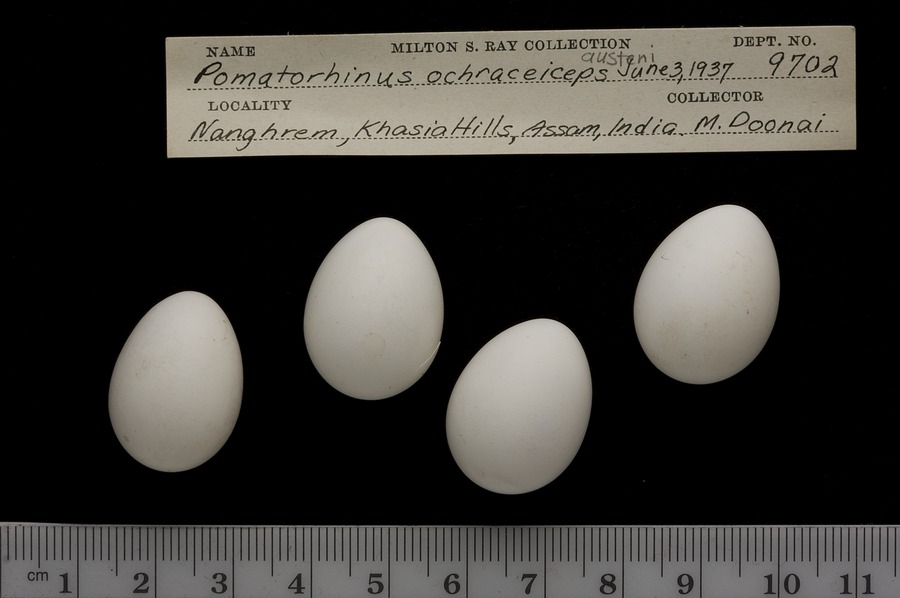 NAME MILTON S. RAY COLLECTION DEPT. NO.
austeni
Pomatorhinus ochraceiceps June 3, 1937 9702
LOCALITY COLLECTOR
Nanghrem, Khasia Hills, Assam, India. M. Doonai
cm 1 2 3 4 5 6 7 8 9 10 11